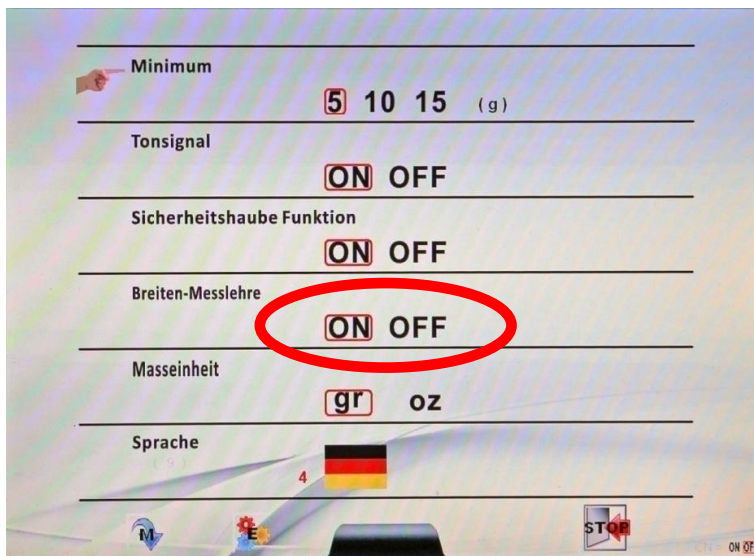 Minimum
5 10 15 (g)
Tonsignal
ON OFF
Sicherheitshaube Funktion
ON OFF
Breiten-Messlehre
ON OFF
Masseinheit
gr oz
Sprache
4
M E STOP
ON OFF